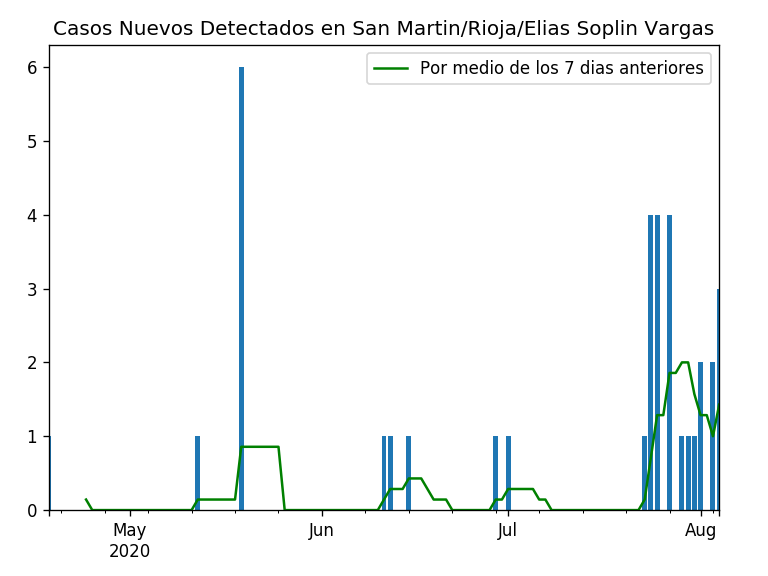 Casos Nuevos Detectados en San Martin/Rioja/Elias Soplin Vargas
Por medio de los 7 dias anteriores
6
5
4
3
2
1
0
May Jun Jul Aug
2020